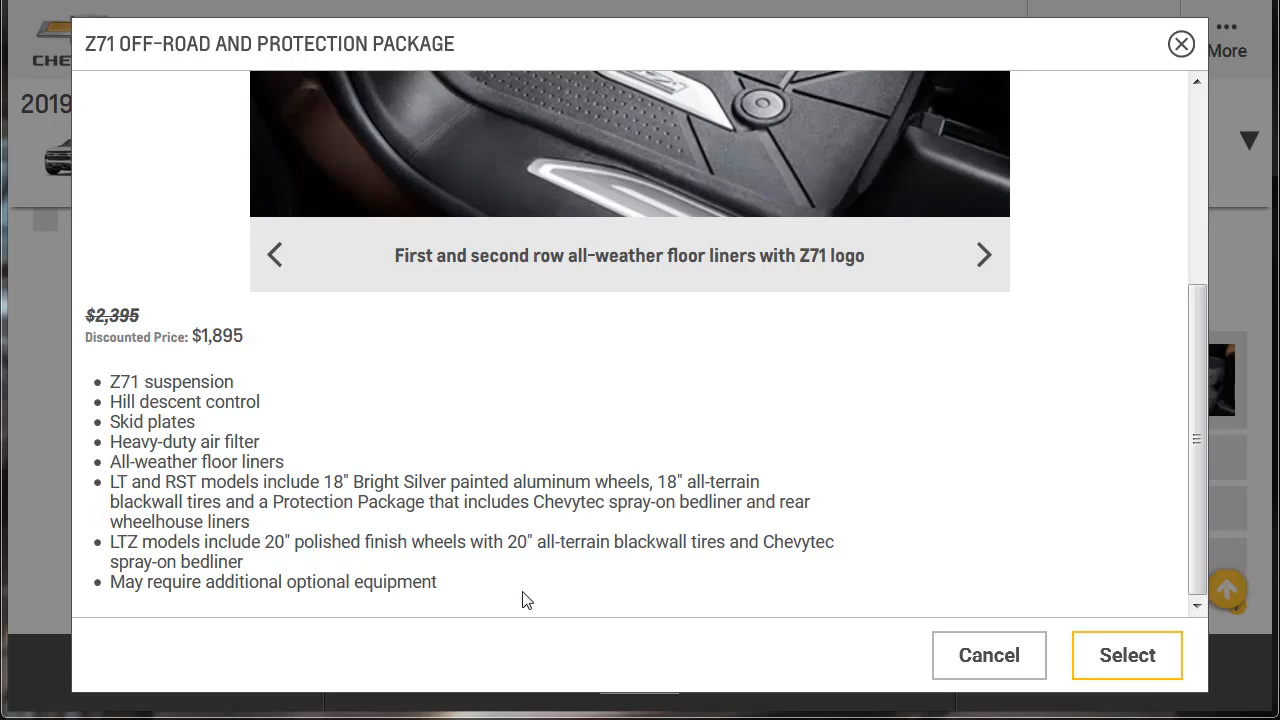 Z71 OFF-ROAD AND PROTECTION PACKAGE
CHE
More
2019
First and second row all-weather floor liners with Z71 logo
$2,395
Discounted Price: $1,895
Z71 suspension
Hill descent control
Skid plates
Heavy-duty air filter
All-weather floor liners
LT and RST models include 18" Bright Silver painted aluminum wheels, 18" all-terrain
blackwall tires and a Protection Package that includes Chevytec spray-on bedliner and rear
wheelhouse liners
LTZ models include 20" polished finish wheels with 20" all-terrain blackwall tires and Chevytec
spray-on bedliner
May require additional optional equipment
Cancel
Select